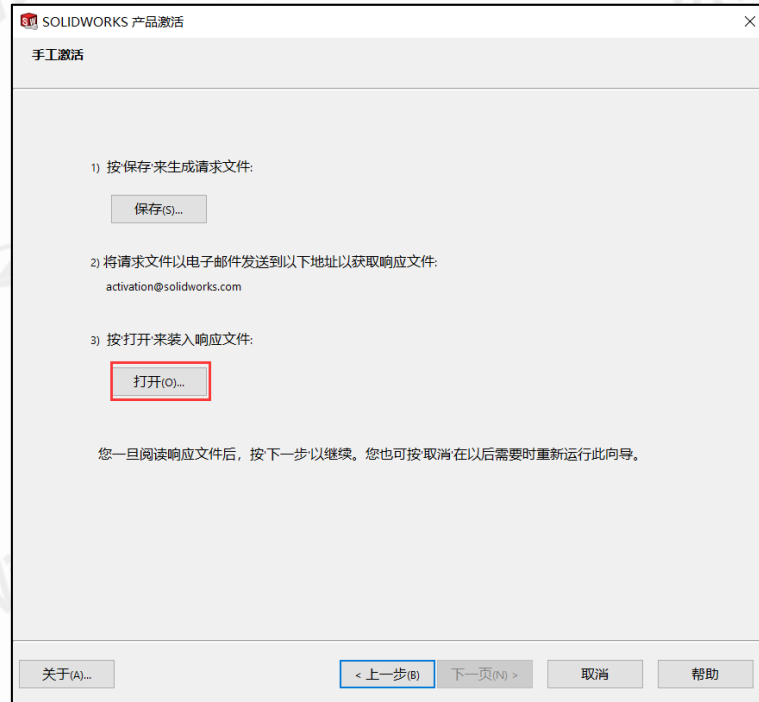 SOLIDWORKS 产品激活
手工激活
1) 按'保存'来生成请求文件:
保存(S)...
2) 将请求文件以电子邮件发送到以下地址以获取响应文件:
activation@solidworks.com
3) 按'打开'来装入响应文件:
打开(O)...
您一旦阅读响应文件后，按'下一步'以继续。您也可按'取消'在以后需要时重新运行此向导。
关于(A)... < 上一步(B) 下一页(N) > 取消 帮助